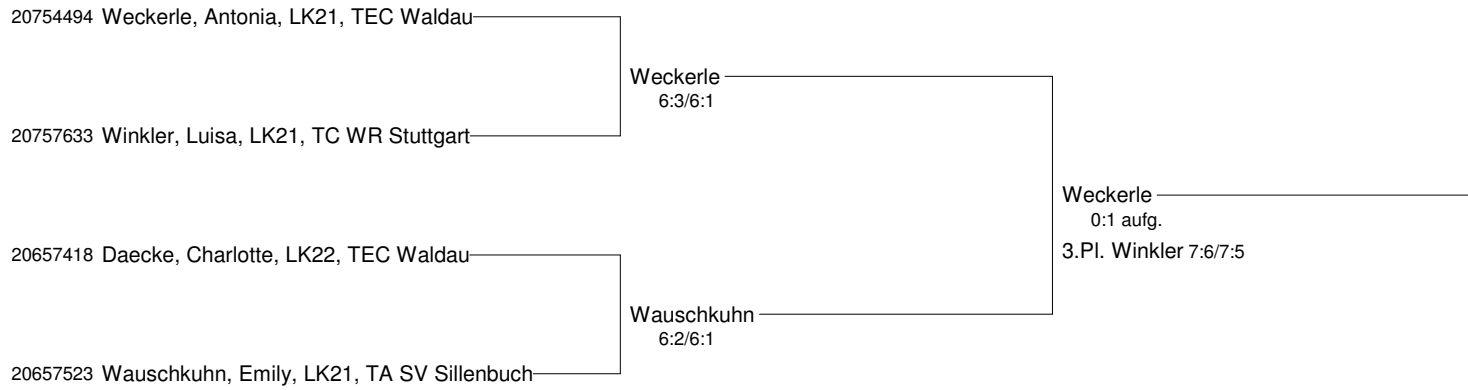 20754494 Weckerle, Antonia, LK21, TEC Waldau
Weckerle
6:3/6:1
20757633 Winkler, Luisa, LK21, TC WR Stuttgart
Weckerle
0:1 aufg.
3.Pl. Winkler 7:6/7:5
20657418 Daecke, Charlotte, LK22, TEC Waldau
Wauschkuhn
6:2/6:1
20657523 Wauschkuhn, Emily, LK21, TA SV Sillenbuch